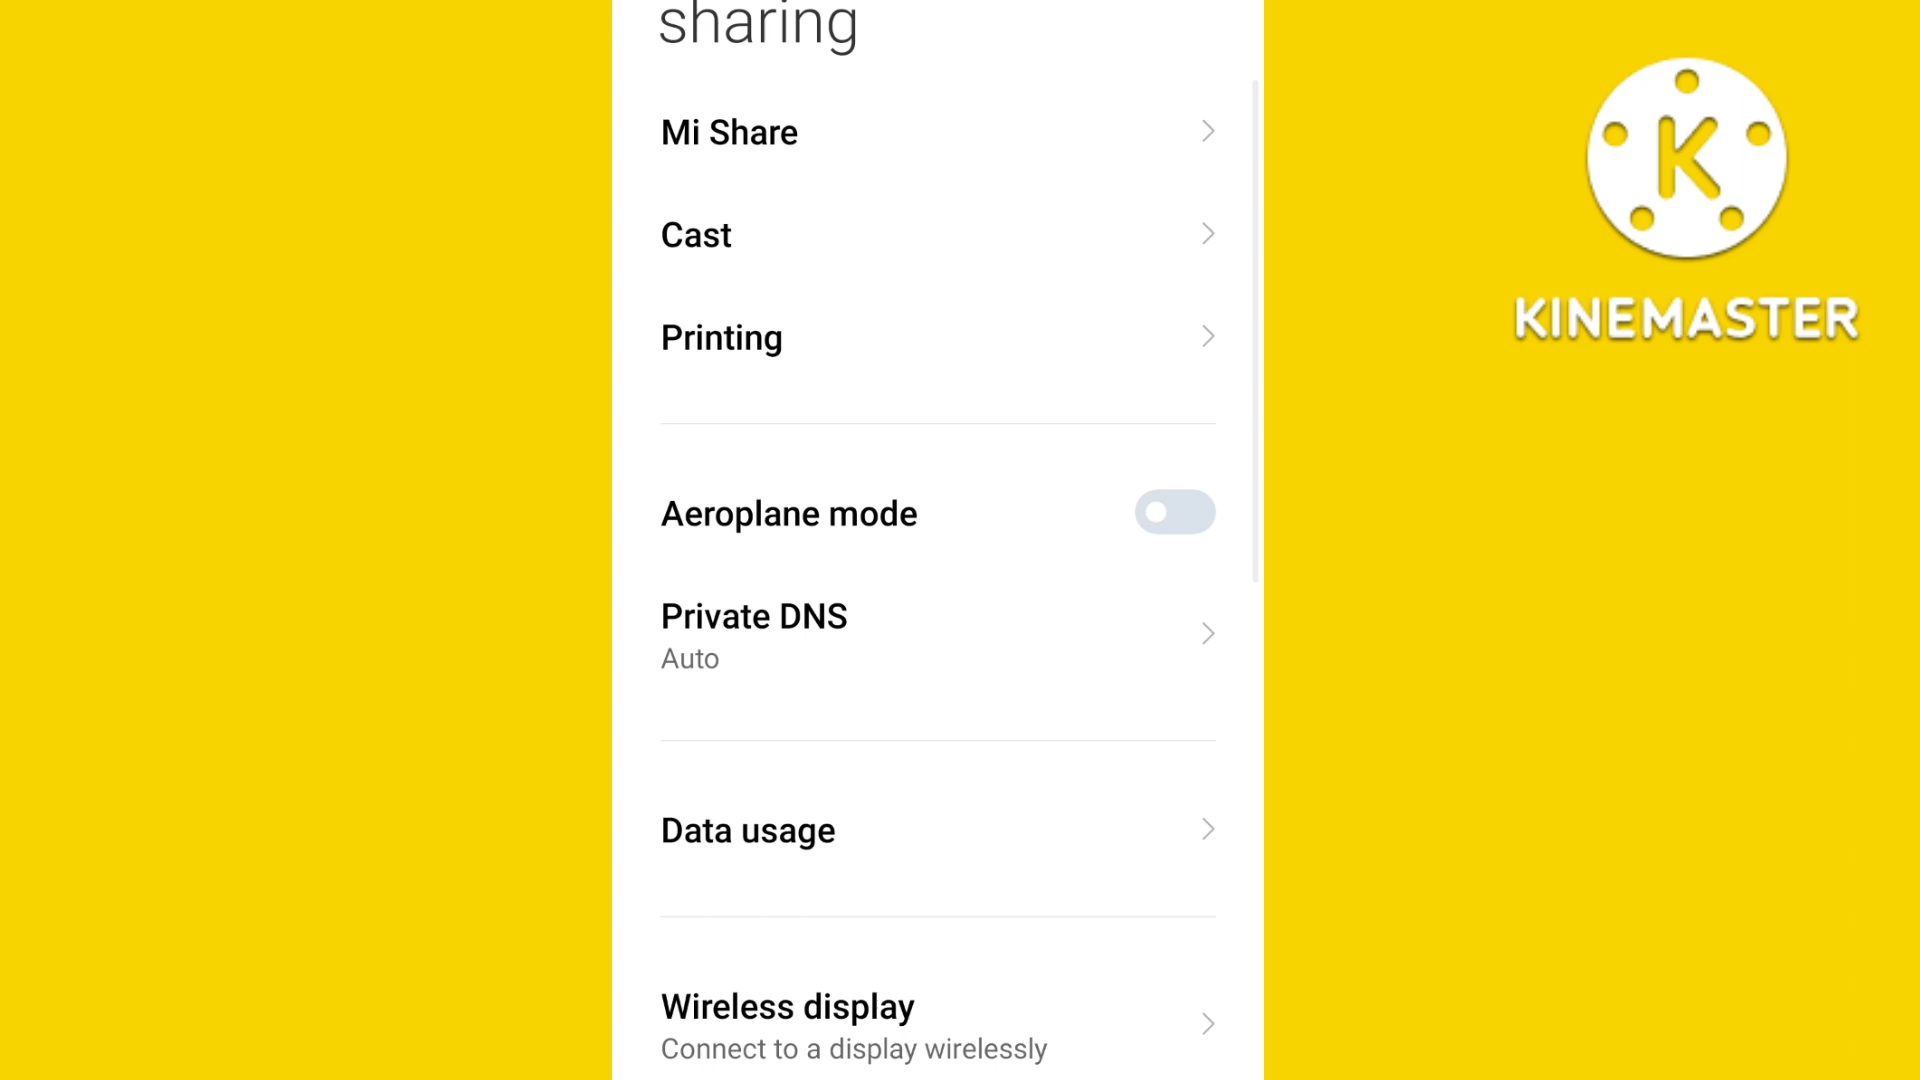 sharing
Mi Share
Cast
Printing
Aeroplane mode
Private DNS
Auto
Data usage
Wireless display
Connect to a display wirelessly
K
KINEMASTER